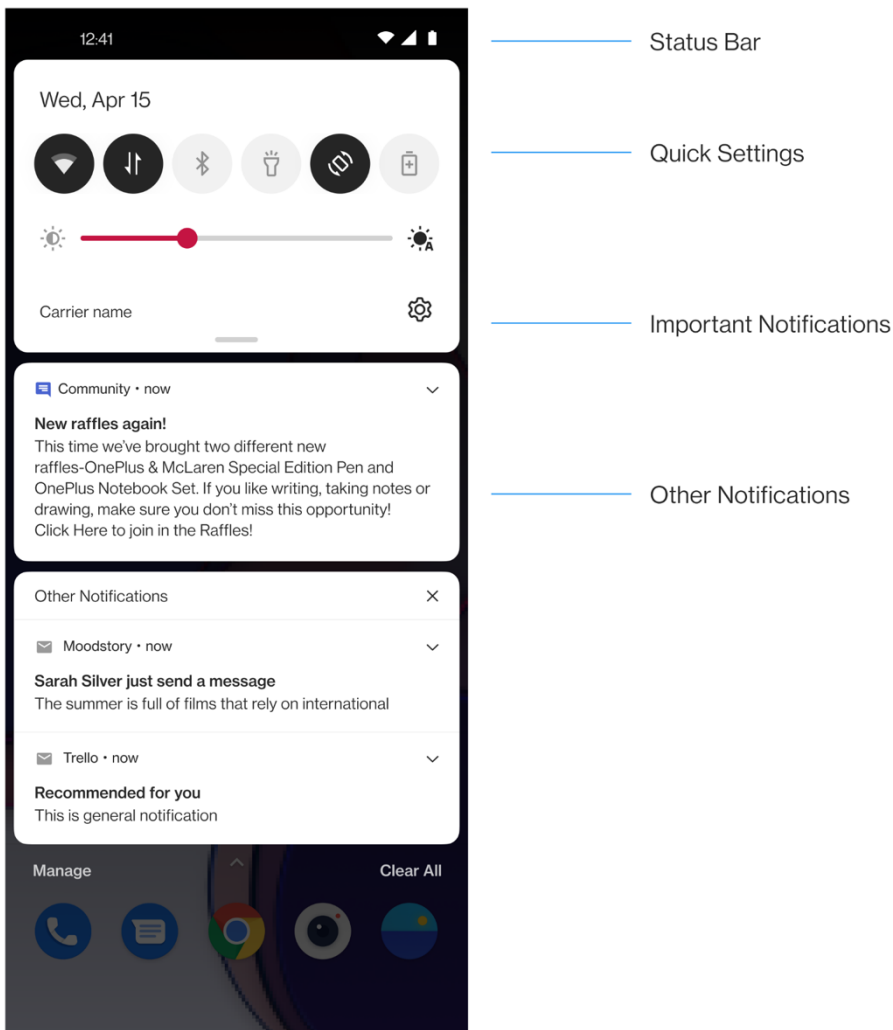 12:41
Status Bar
Wed, Apr 15
Quick Settings
A
Carrier name
Important Notifications
Community • now
New raffles again!
This time we've brought two different new
raffles-OnePlus & McLaren Special Edition Pen and
OnePlus Notebook Set. If you like writing, taking notes or
drawing, make sure you don't miss this opportunity!
Click Here to join in the Raffles!
Other Notifications
Other Notifications
Moodstory • now
Sarah Silver just send a message
The summer is full of films that rely on international
Trello • now
Recommended for you
This is general notification
Manage
Clear All